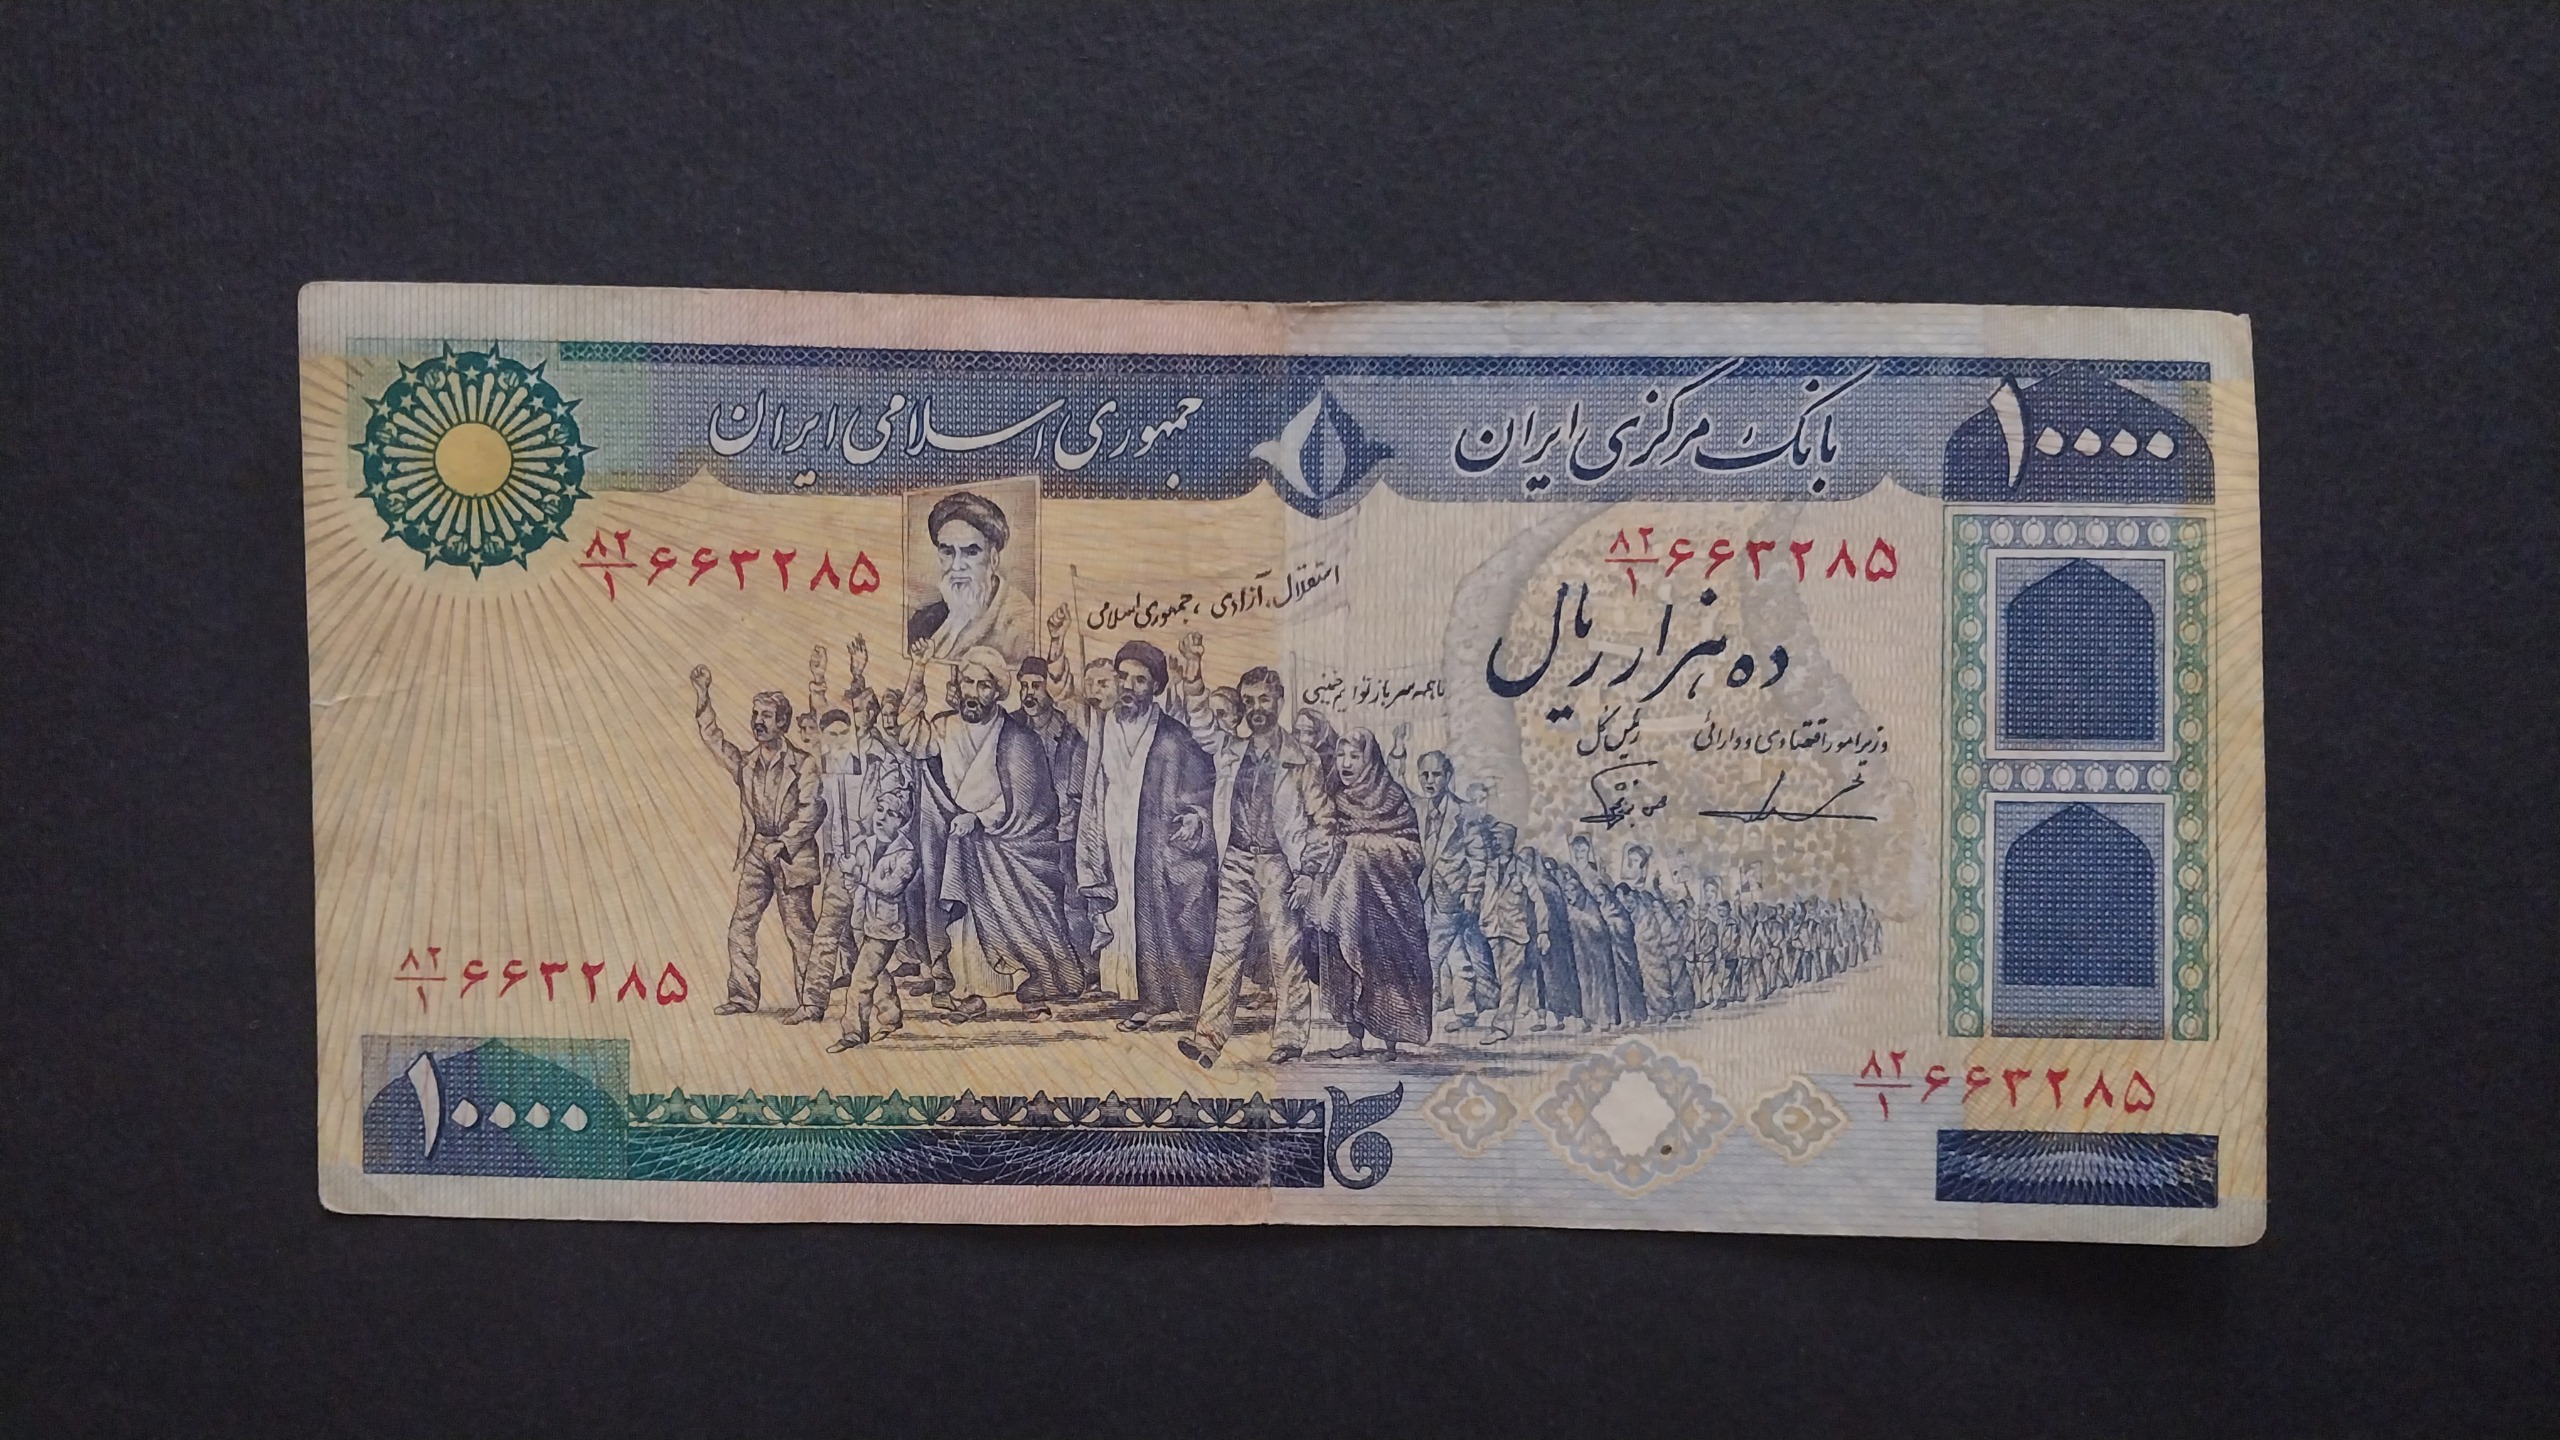 بانک مرکزی ایران
جمهوری اسلامی ایران
۱۰۰۰۰
۸۲/۱ ۶۶۳۲۸۵
۸۲/۱ ۶۶۳۲۸۵
استقلال، آزادی، جمهوری اسلامی
ده هزار ریال
ما همه سرباز توایم خمینی
وزیر امور اقتصادی و دارائی
رئیس کل
۸۲/۱ ۶۶۳۲۸۵
۸۲/۱ ۶۶۳۲۸۵
۱۰۰۰۰